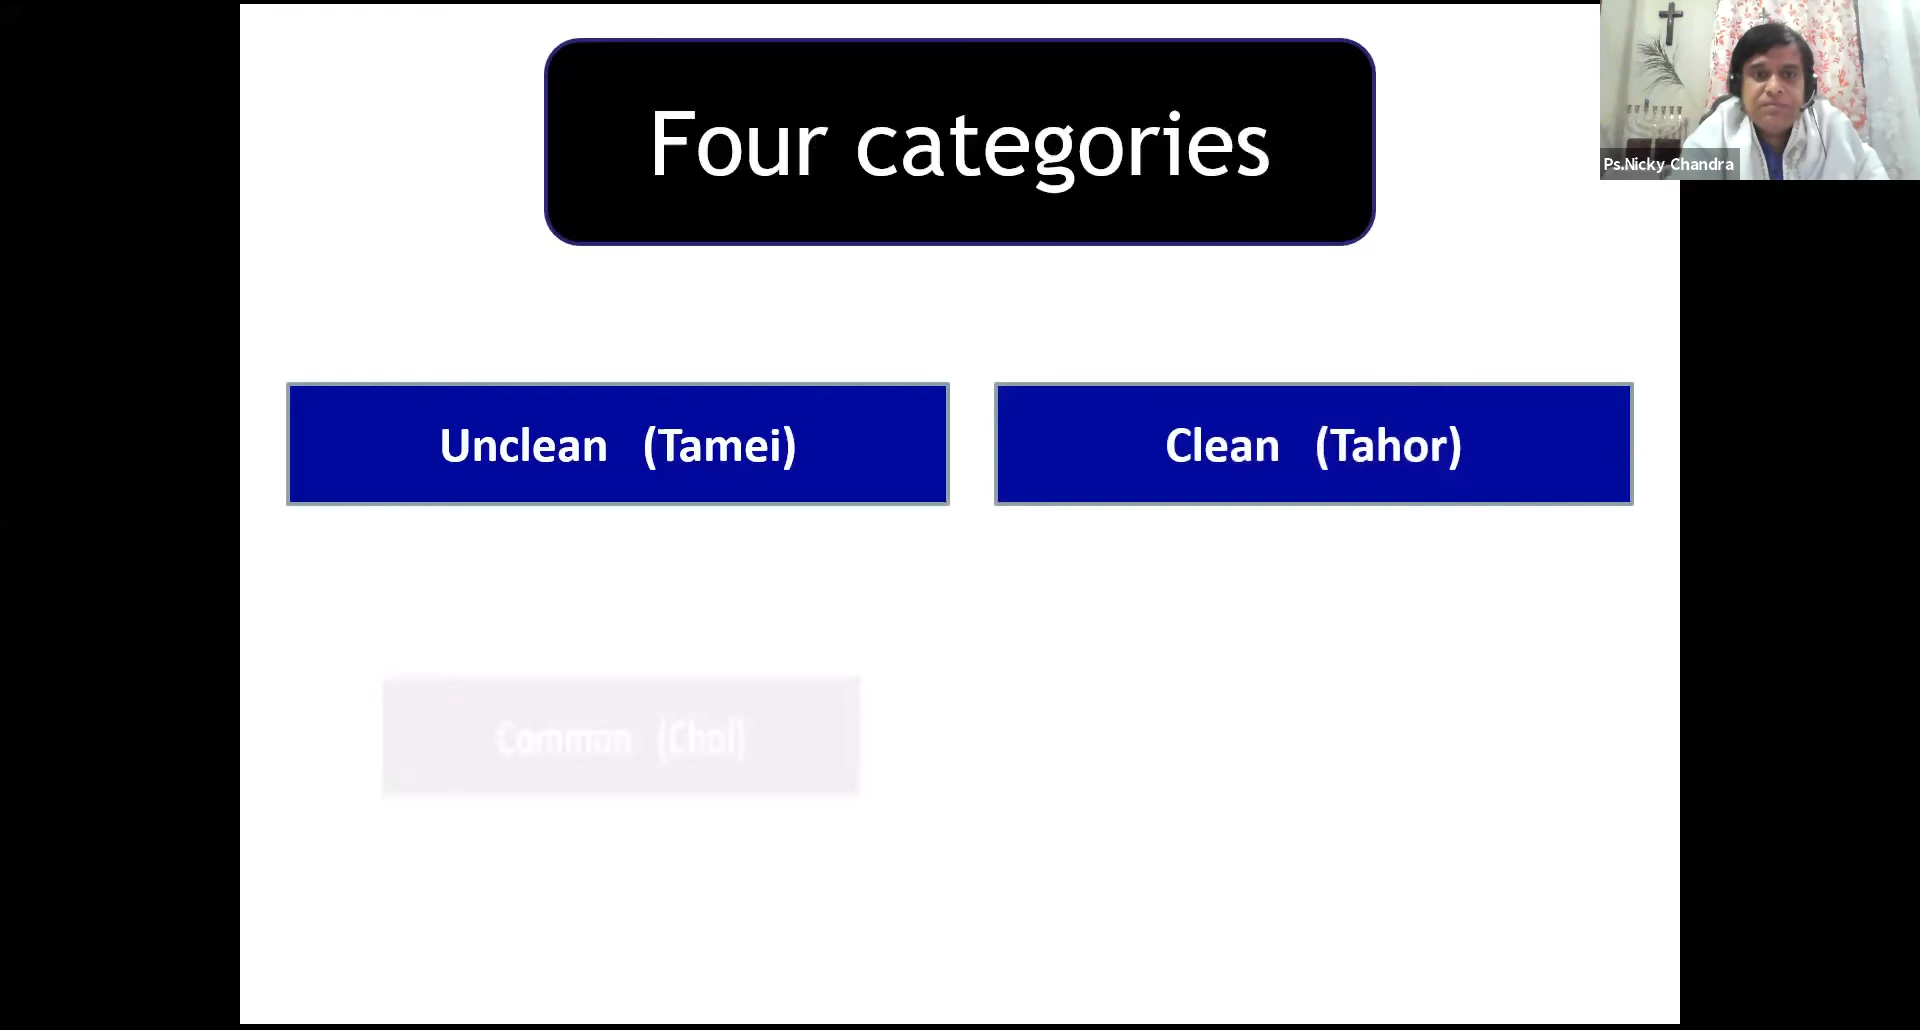 Four categories
Ps.Nicky Chandra
Unclean (Tamei)
Clean (Tahor)
Common (Chol)